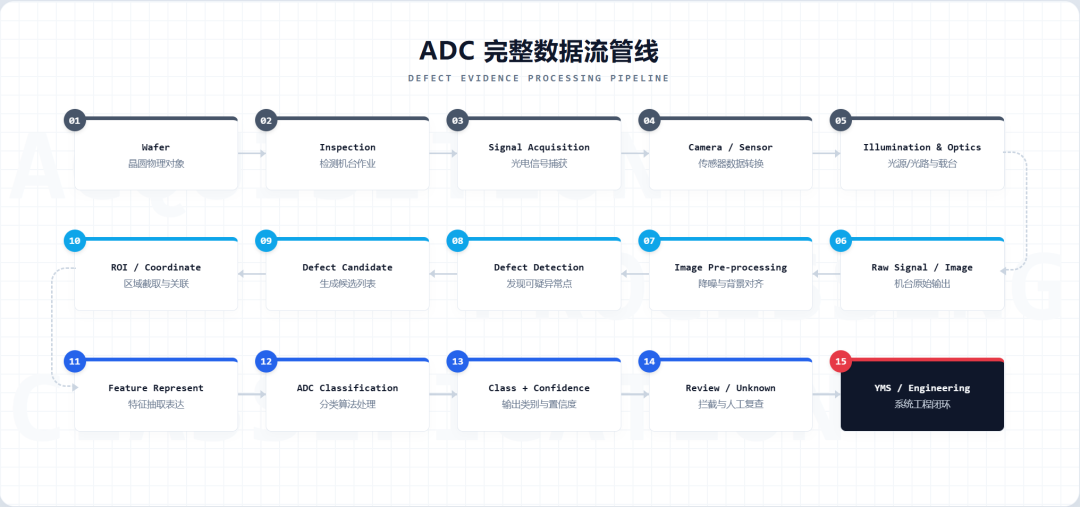 ADC 完整数据流管线
DEFECT EVIDENCE PROCESSING PIPELINE
01
Wafer
晶圆物理对象
02
Inspection
检测机台作业
03
Signal Acquisition
光电信号捕获
04
Camera / Sensor
传感器数据转换
05
Illumination & Optics
光源/光路与载台
06
Raw Signal / Image
机台原始输出
07
Image Pre-processing
降噪与背景对齐
08
Defect Detection
发现可疑异常点
09
Defect Candidate
生成候选列表
10
ROI / Coordinate
区域截取与关联
11
Feature Represent
特征抽取表达
12
ADC Classification
分类算法处理
13
Class + Confidence
输出类别与置信度
14
Review / Unknown
拦截与人工复查
15
YMS / Engineering
系统工程闭环
ACQUISITION
PROCESSING
CLASSIFICATION